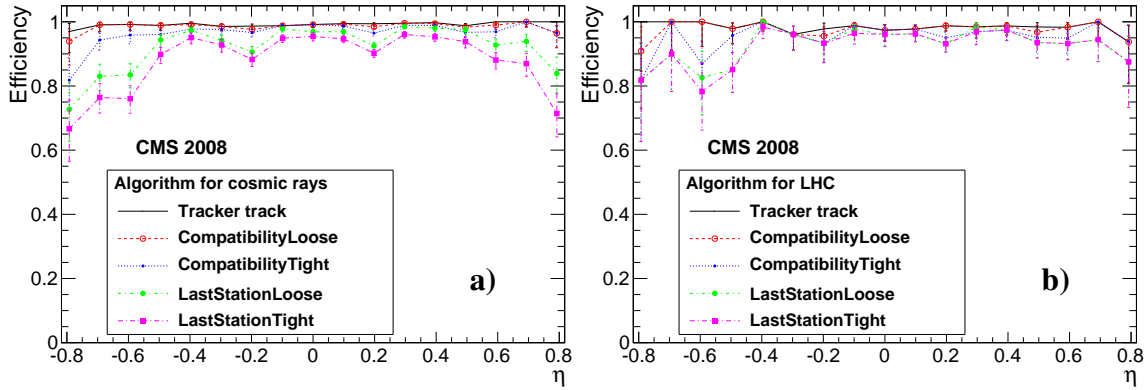 Efficiency
1
0.8
0.6
0.4
0.2
0
CMS 2008
Algorithm for cosmic rays
Tracker track
CompatibilityLoose
CompatibilityTight
LastStationLoose
LastStationTight
a)
-0.8 -0.6 -0.4 -0.2 0 0.2 0.4 0.6 0.8
η
Efficiency
1
0.8
0.6
0.4
0.2
0
CMS 2008
Algorithm for LHC
Tracker track
CompatibilityLoose
CompatibilityTight
LastStationLoose
LastStationTight
b)
-0.8 -0.6 -0.4 -0.2 0 0.2 0.4 0.6 0.8
η